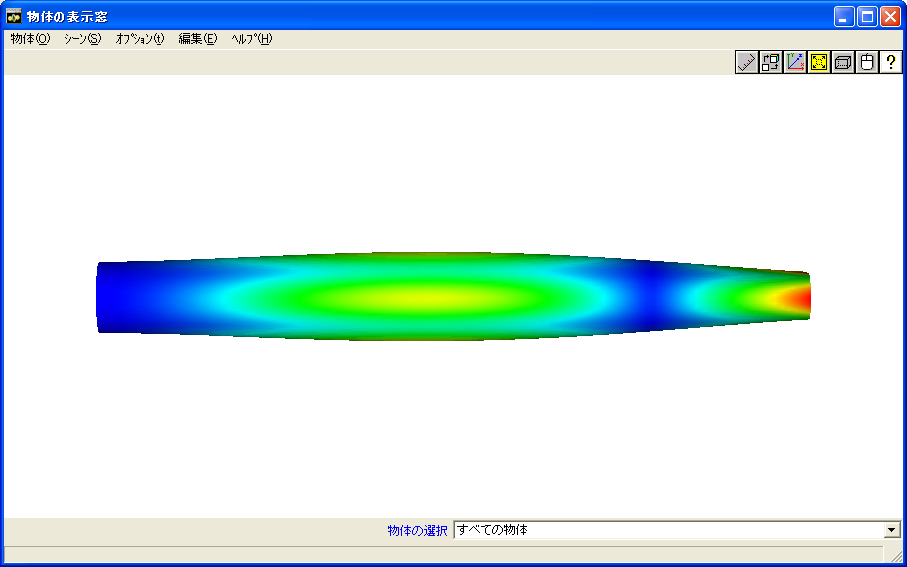 物体の表示窓
物体(O) シーン(S) オプション(t) 編集(E) ヘルプ(H)
?
物体の選択 すべての物体